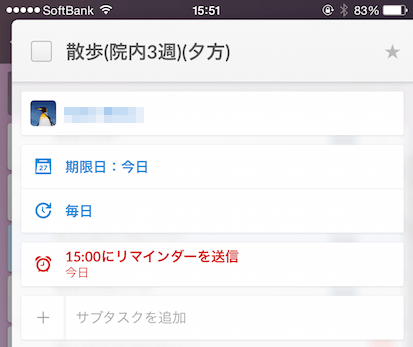 SoftBank 15:51 83%
散歩(院内3週)(夕方)
27 期限日：今日
毎日
15:00にリマインダーを送信
今日
サブタスクを追加